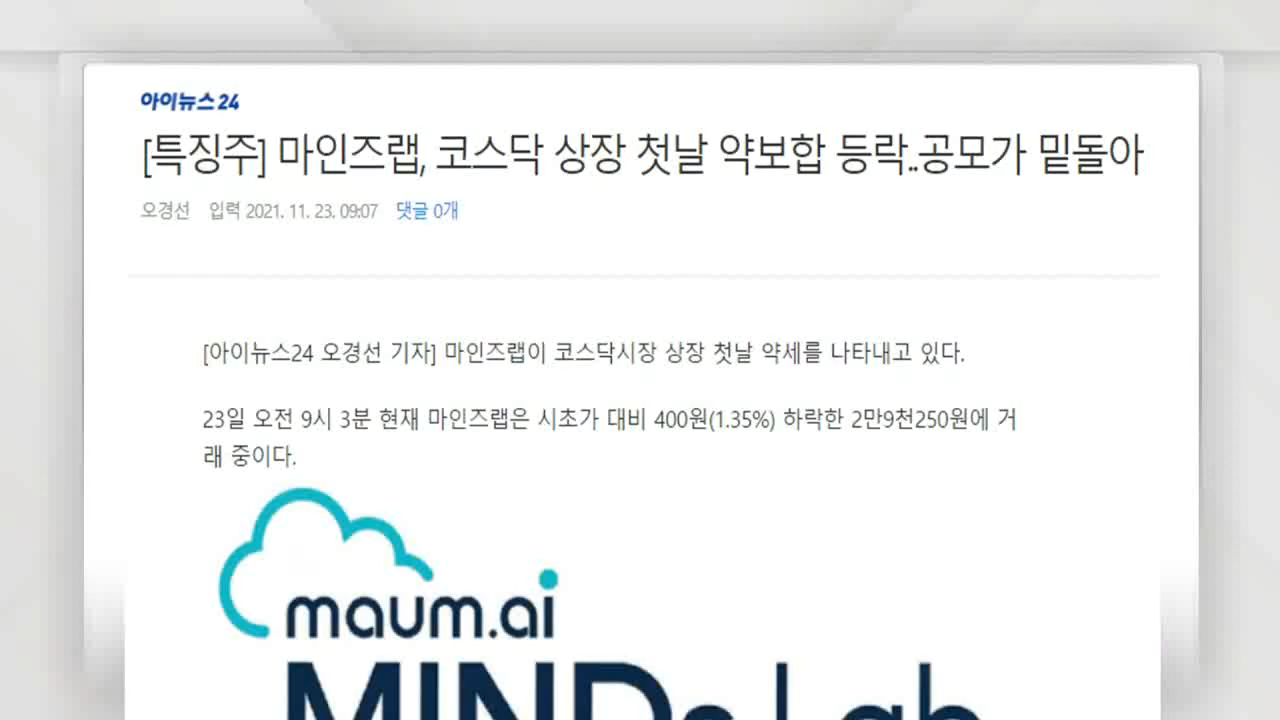 아이뉴스 24
[특징주] 마인즈랩, 코스닥 상장 첫날 약보합 등락..공모가 밑돌아
오경선 입력 2021. 11. 23. 09:07 댓글 0개
[아이뉴스24 오경선 기자] 마인즈랩이 코스닥시장 상장 첫날 약세를 나타내고 있다.
23일 오전 9시 3분 현재 마인즈랩은 시초가 대비 400원(1.35%) 하락한 2만9천250원에 거
래 중이다.
maum.ai
MINDs Lab